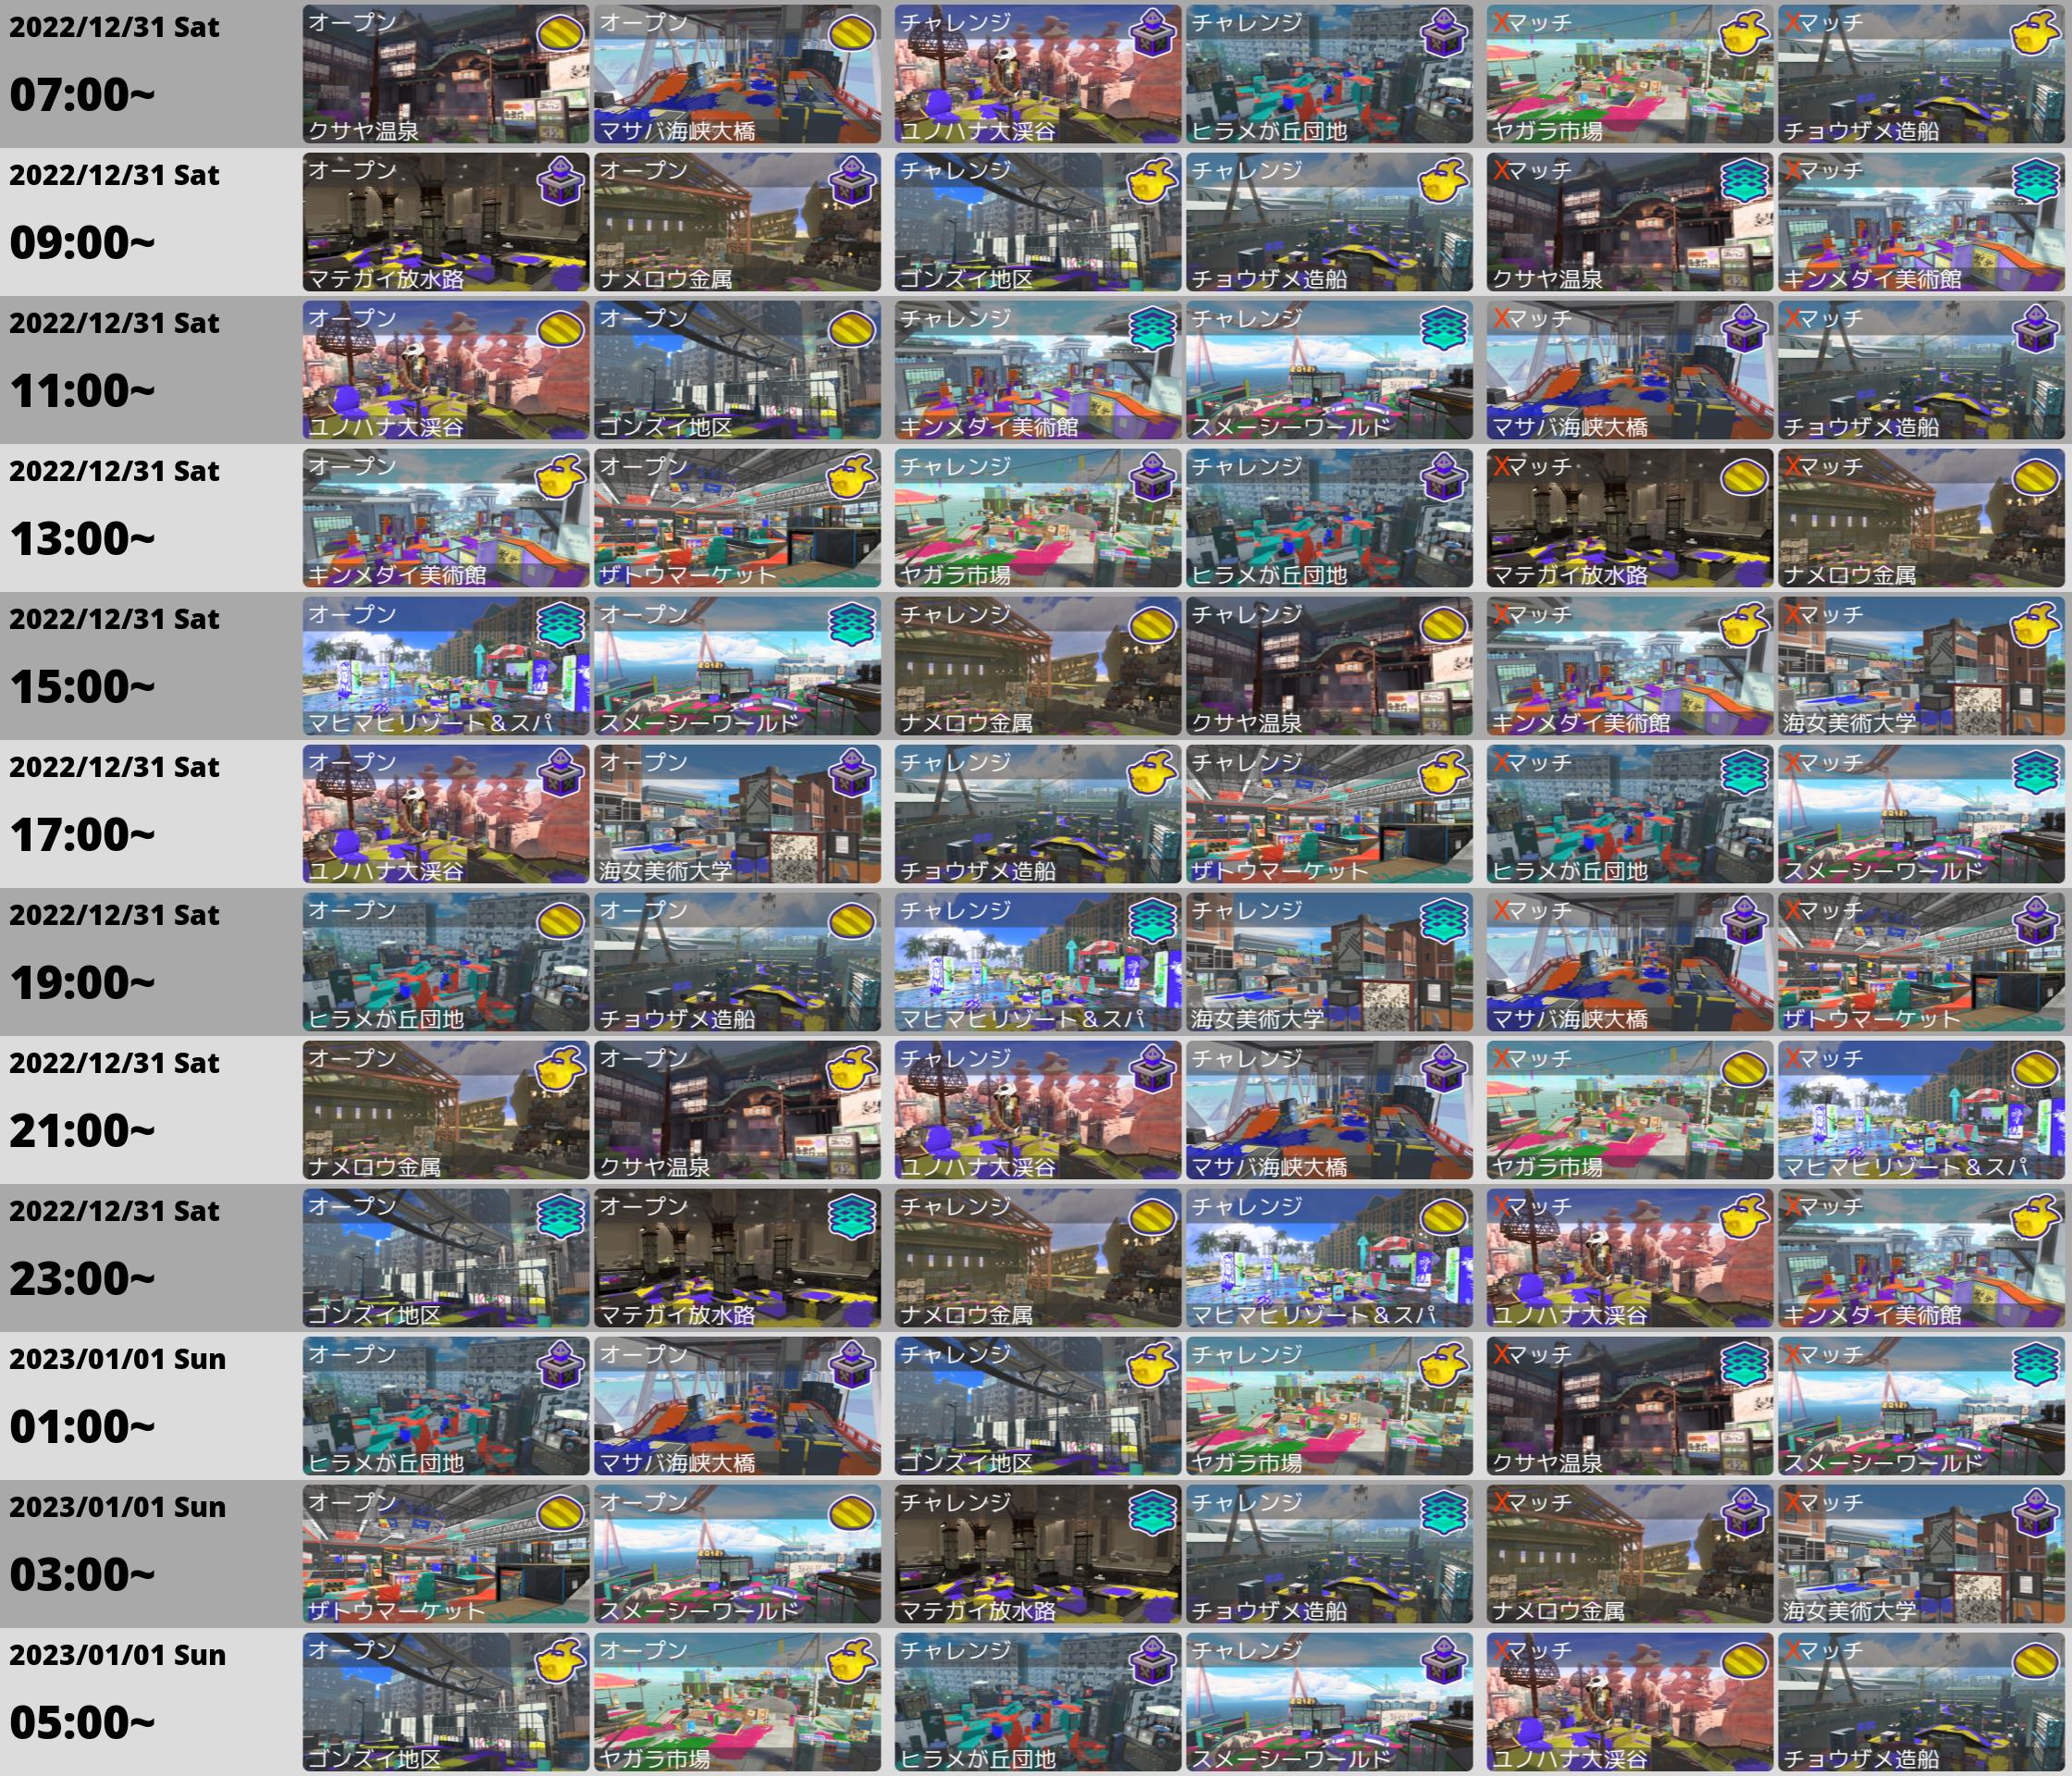 2022/12/31 Sat
07:00~
オープン オープン チャレンジ チャレンジ Xマッチ Xマッチ
クサヤ温泉 マサバ海峡大橋 ユノハナ大渓谷 ヒラメが丘団地 ヤガラ市場 チョウザメ造船
2022/12/31 Sat
09:00~
オープン オープン チャレンジ チャレンジ Xマッチ Xマッチ
マテガイ放水路 ナメロウ金属 ゴンズイ地区 チョウザメ造船 クサヤ温泉 キンメダイ美術館
2022/12/31 Sat
11:00~
オープン オープン チャレンジ チャレンジ Xマッチ Xマッチ
ユノハナ大渓谷 ゴンズイ地区 キンメダイ美術館 スメーシーワールド マサバ海峡大橋 チョウザメ造船
2022/12/31 Sat
13:00~
オープン オープン チャレンジ チャレンジ Xマッチ Xマッチ
キンメダイ美術館 ザトウマーケット ヤガラ市場 ヒラメが丘団地 マテガイ放水路 ナメロウ金属
2022/12/31 Sat
15:00~
オープン オープン チャレンジ チャレンジ Xマッチ Xマッチ
マヒマヒリゾート＆スパ スメーシーワールド ナメロウ金属 クサヤ温泉 キンメダイ美術館 海女美術大学
2022/12/31 Sat
17:00~
オープン オープン チャレンジ チャレンジ Xマッチ Xマッチ
ユノハナ大渓谷 海女美術大学 チョウザメ造船 ザトウマーケット ヒラメが丘団地 スメーシーワールド
2022/12/31 Sat
19:00~
オープン オープン チャレンジ チャレンジ Xマッチ Xマッチ
ヒラメが丘団地 チョウザメ造船 マヒマヒリゾート＆スパ 海女美術大学 マサバ海峡大橋 ザトウマーケット
2022/12/31 Sat
21:00~
オープン オープン チャレンジ チャレンジ Xマッチ Xマッチ
ナメロウ金属 クサヤ温泉 ユノハナ大渓谷 マサバ海峡大橋 ヤガラ市場 マヒマヒリゾート＆スパ
2022/12/31 Sat
23:00~
オープン オープン チャレンジ チャレンジ Xマッチ Xマッチ
ゴンズイ地区 マテガイ放水路 ナメロウ金属 マヒマヒリゾート＆スパ ユノハナ大渓谷 キンメダイ美術館
2023/01/01 Sun
01:00~
オープン オープン チャレンジ チャレンジ Xマッチ Xマッチ
ヒラメが丘団地 マサバ海峡大橋 ゴンズイ地区 ヤガラ市場 クサヤ温泉 スメーシーワールド
2023/01/01 Sun
03:00~
オープン オープン チャレンジ チャレンジ Xマッチ Xマッチ
ザトウマーケット スメーシーワールド マテガイ放水路 チョウザメ造船 ナメロウ金属 海女美術大学
2023/01/01 Sun
05:00~
オープン オープン チャレンジ チャレンジ Xマッチ Xマッチ
ゴンズイ地区 ヤガラ市場 ヒラメが丘団地 スメーシーワールド ユノハナ大渓谷 チョウザメ造船